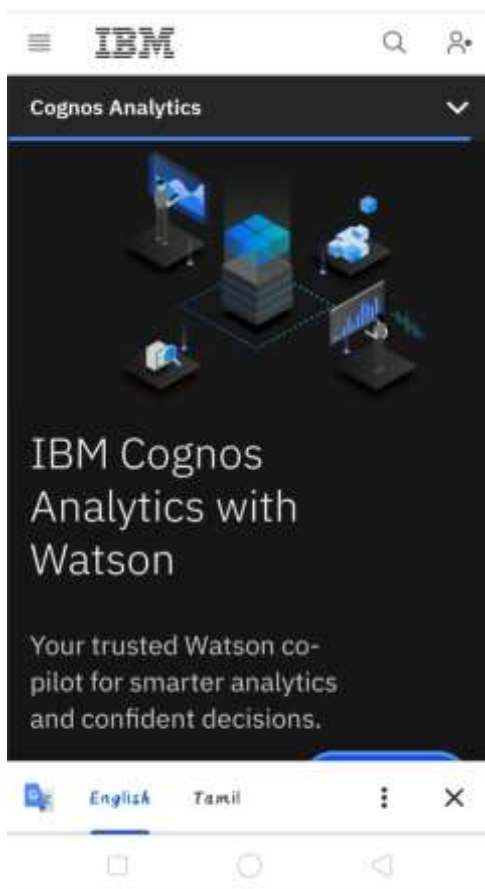 IBM
Cognos Analytics
IBM Cognos
Analytics with
Watson
Your trusted Watson co-
pilot for smarter analytics
and confident decisions.
English Tamil